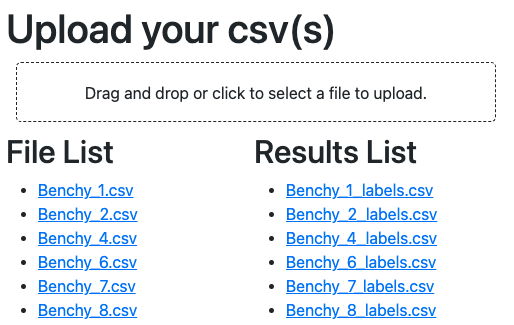 Upload your csv(s)
Drag and drop or click to select a file to upload.
File List
Benchy_1.csv
Benchy_2.csv
Benchy_4.csv
Benchy_6.csv
Benchy_7.csv
Benchy_8.csv
Results List
Benchy_1_labels.csv
Benchy_2_labels.csv
Benchy_4_labels.csv
Benchy_6_labels.csv
Benchy_7_labels.csv
Benchy_8_labels.csv